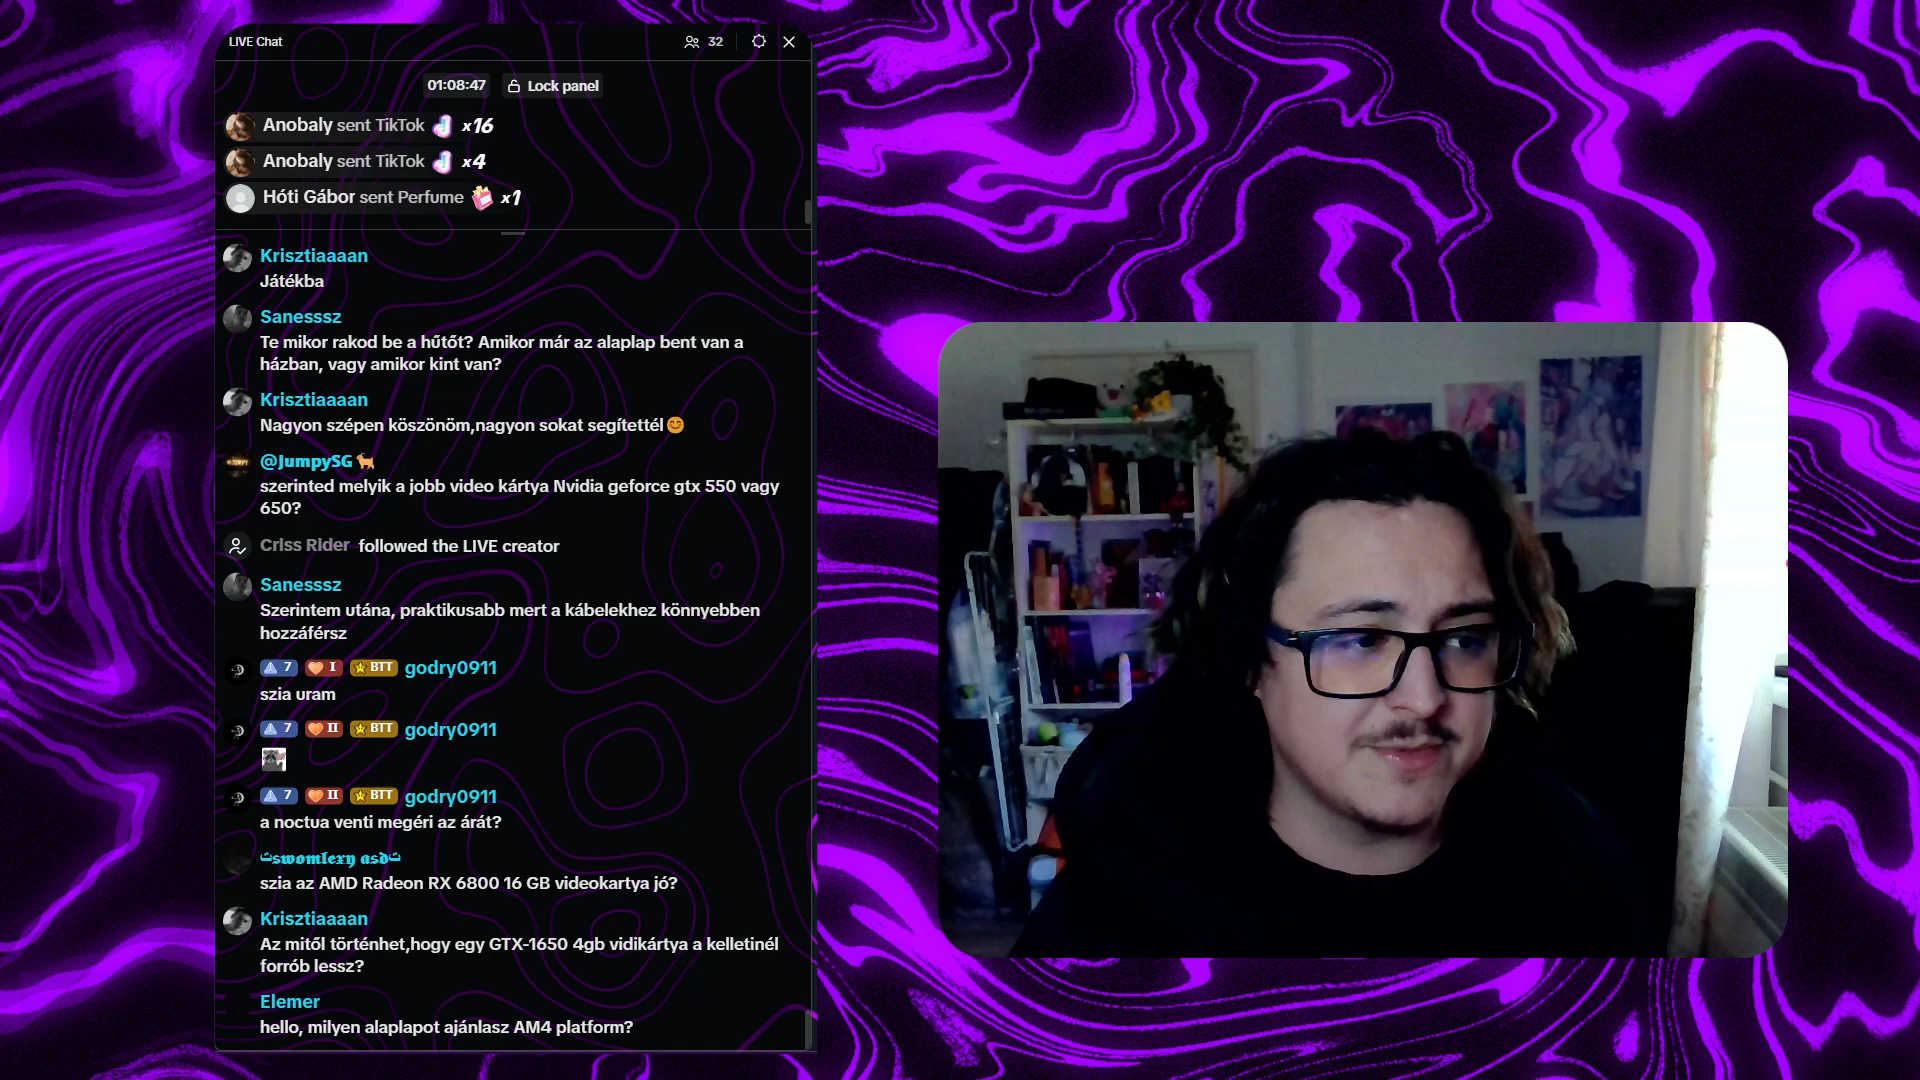 LIVE Chat
32
01:08:47
Lock panel
Anobaly sent TikTok x16
Anobaly sent TikTok x4
Hóti Gábor sent Perfume x1
Krisztiaaaan
Játékba
Sanesssz
Te mikor rakod be a hűtőt? Amikor már az alaplap bent van a
házban, vagy amikor kint van?
Krisztiaaaan
Nagyon szépen köszönöm,nagyon sokat segítettél😊
@JumpySG🐕
szerinted melyik a jobb video kártya Nvidia geforce gtx 550 vagy
650?
Criss Rider followed the LIVE creator
Sanesssz
Szerintem utána, praktikusabb mert a kábelekhez könnyebben
hozzáférsz
7 I BTT godry0911
szia uram
7 II BTT godry0911
7 II BTT godry0911
a noctua venti megéri az árát?
swomlexy asd
szia az AMD Radeon RX 6800 16 GB videokartya jó?
Krisztiaaaan
Az mitől történhet,hogy egy GTX-1650 4gb vidikártya a kelletinél
forrób lessz?
Elemer
hello, milyen alaplapot ajánlasz AM4 platform?